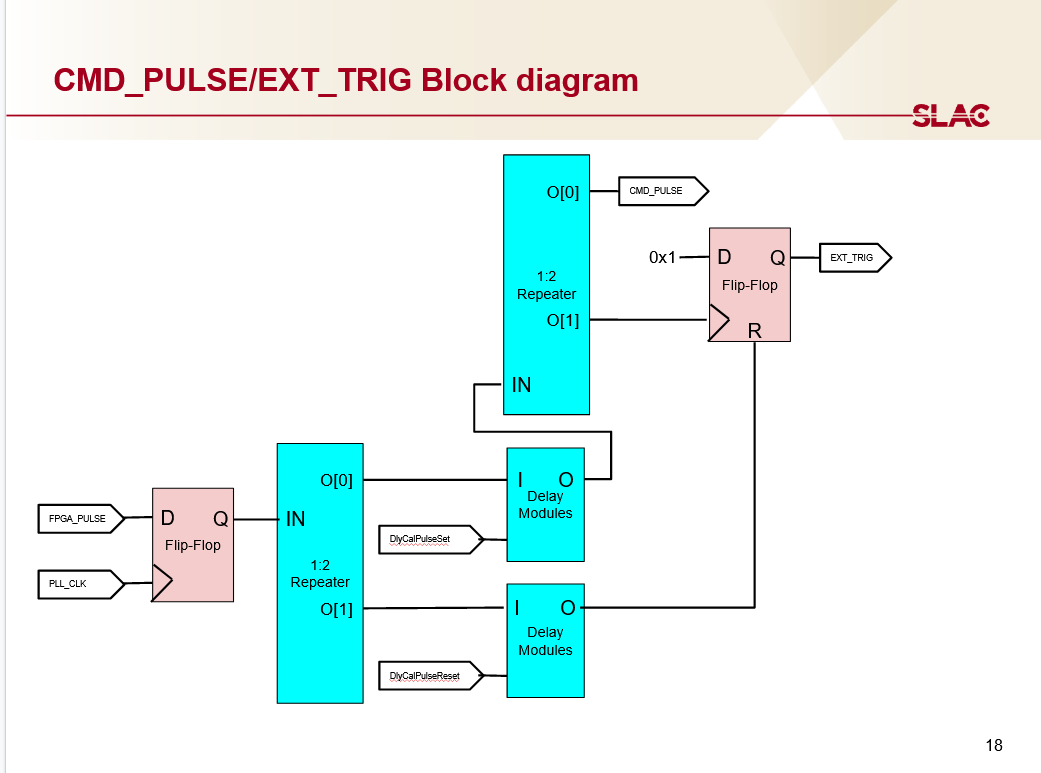 CMD_PULSE/EXT_TRIG Block diagram
SLAC
O[0]
CMD_PULSE
0x1
D
Q
EXT_TRIG
1:2
Repeater
Flip-Flop
O[1]
R
IN
O[0]
I
O
Delay
Modules
FPGA_PULSE
D
Q
IN
Flip-Flop
DlyCalPulseSet
1:2
Repeater
PLL_CLK
O[1]
I
O
Delay
Modules
DlyCalPulseReset
18